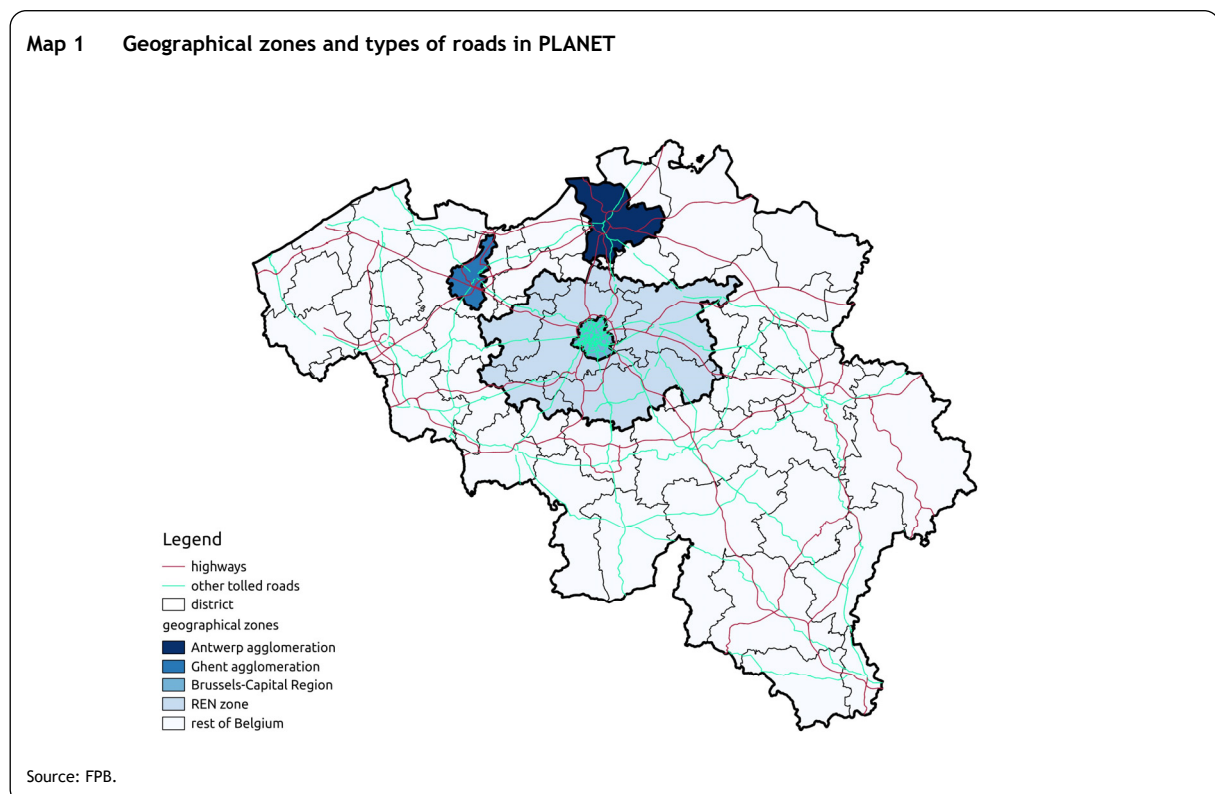 Map 1 Geographical zones and types of roads in PLANET
Legend
highways
other tolled roads
district
geographical zones
Antwerp agglomeration
Ghent agglomeration
Brussels-Capital Region
REN zone
rest of Belgium
Source: FPB.